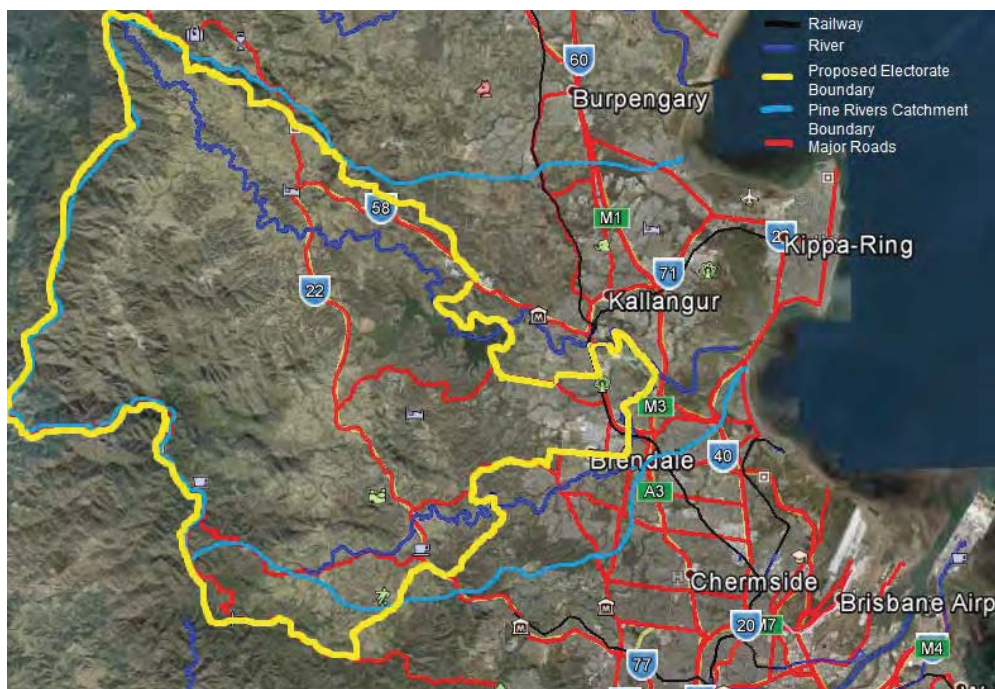 Railway
River
Proposed Electorate
Boundary
Pine Rivers Catchment
Boundary
Major Roads
60
Burpengary
58
M1
Kippa-Ring
71
22
Kallangur
M3
Brendale
40
A3
Chermside
Brisbane Airp
20
M7
M4
77